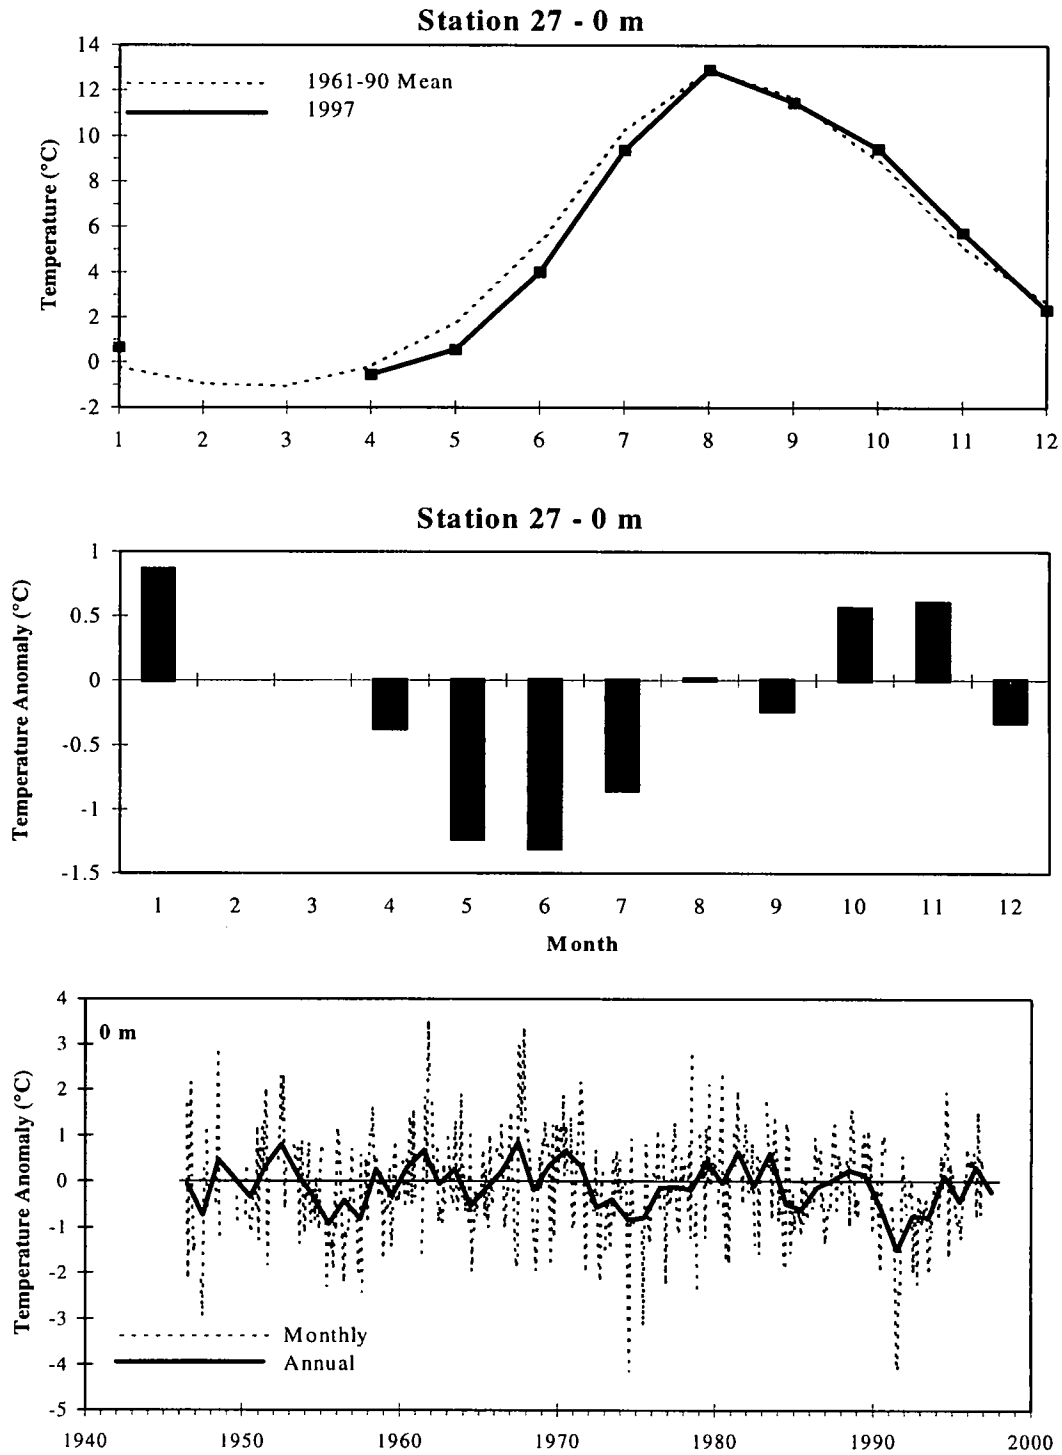 Station 27 - 0 m
14
12
10
8
6
4
2
0
-2
Temperature (°C)
1961-90 Mean
1997
1 2 3 4 5 6 7 8 9 10 11 12
Station 27 - 0 m
1
0.5
0
-0.5
-1
-1.5
Temperature Anomaly (°C)
1 2 3 4 5 6 7 8 9 10 11 12
Month
4
3
2
1
0
-1
-2
-3
-4
-5
Temperature Anomaly (°C)
0 m
Monthly
Annual
1940 1950 1960 1970 1980 1990 2000